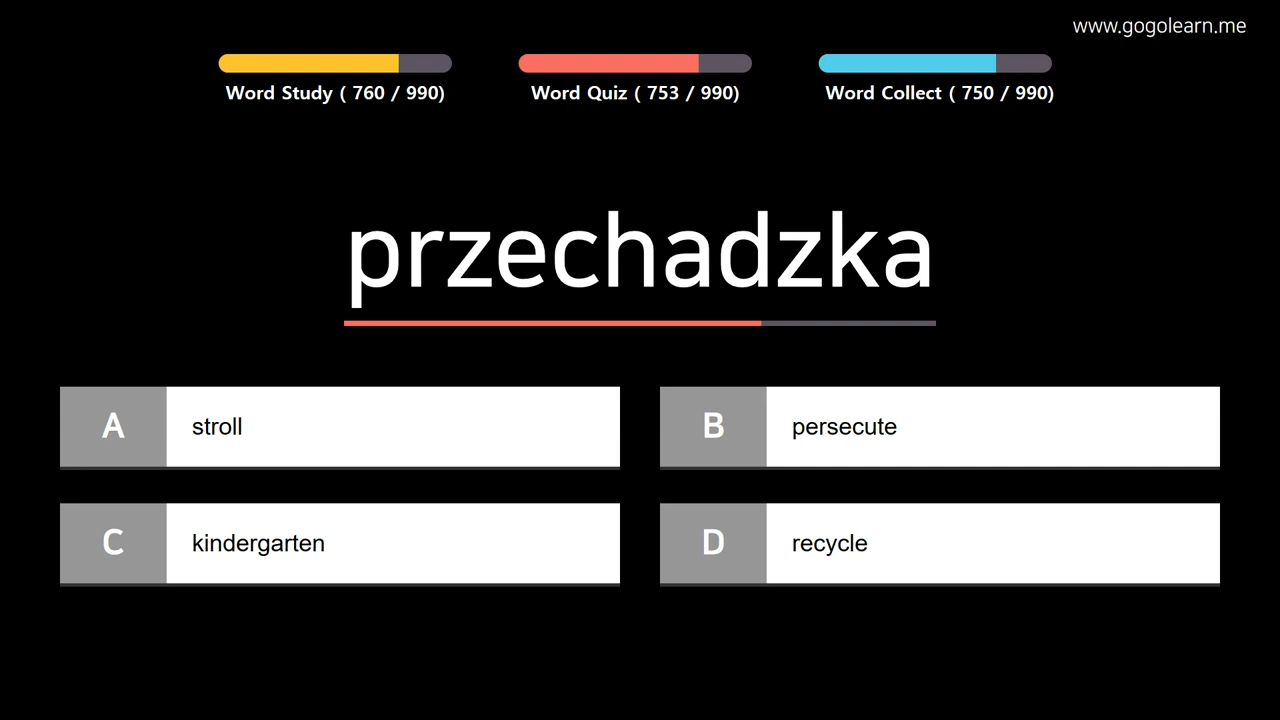 www.gogolearn.me
Word Study ( 760 / 990)
Word Quiz ( 753 / 990)
Word Collect ( 750 / 990)
przechadzka
A
stroll
B
persecute
C
kindergarten
D
recycle